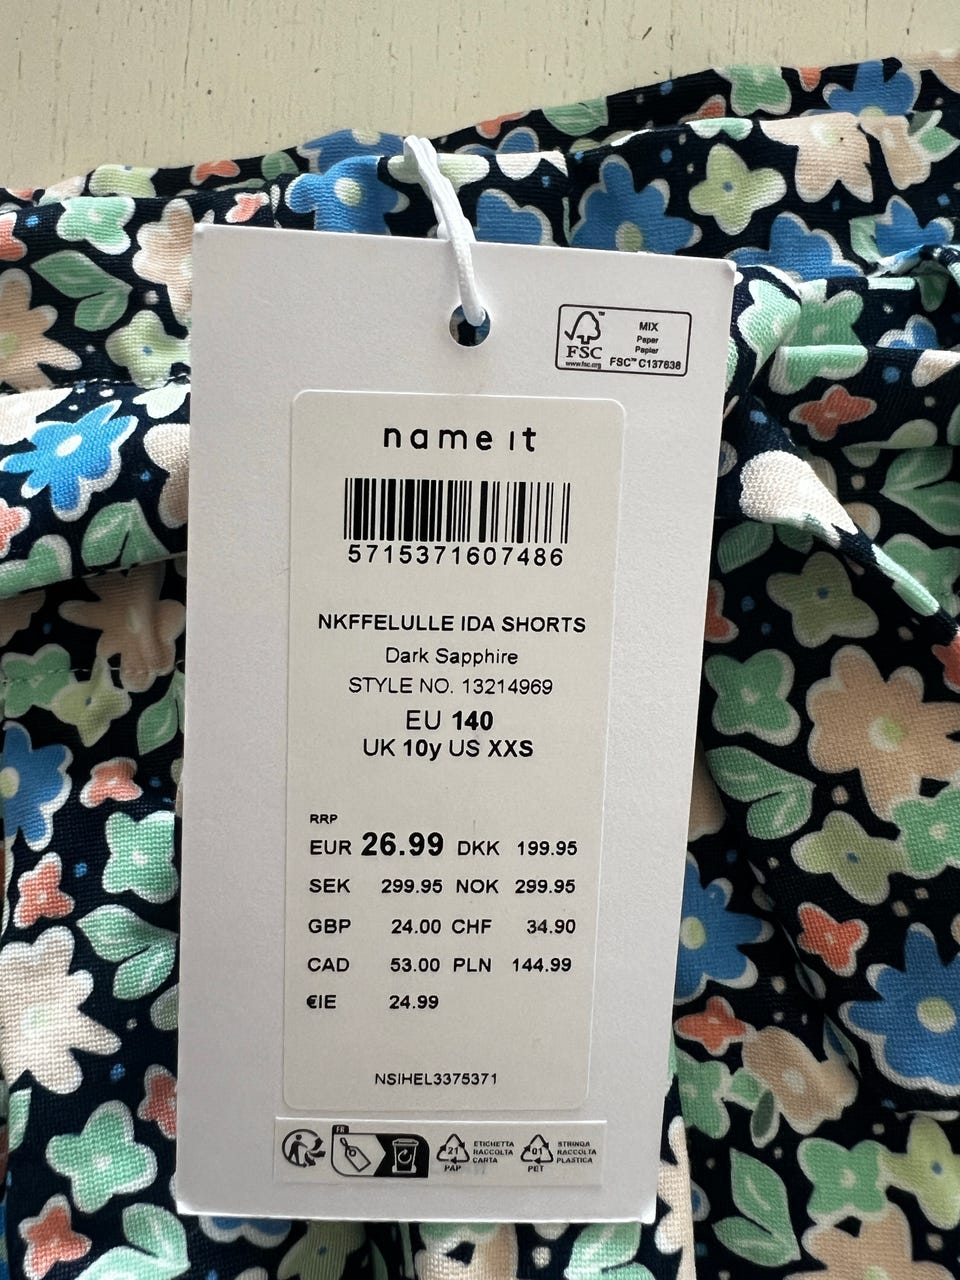 MIX
Paper
Papier
FSC™
FSC
www.fsc.org
FSC™ C137638
name it
5715371607486
NKFFELULLE IDA SHORTS
Dark Sapphire
STYLE NO. 13214969
EU 140
UK 10y US XXS
RRP
EUR 26.99 DKK 199.95
SEK 299.95 NOK 299.95
GBP 24.00 CHF 34.90
CAD 53.00 PLN 144.99
€IE 24.99
NSIHEL3375371
FR
21
PAP
ETICHETTA
RACCOLTA
CARTA
01
PET
STRINGA
RACCOLTA
PLASTICA